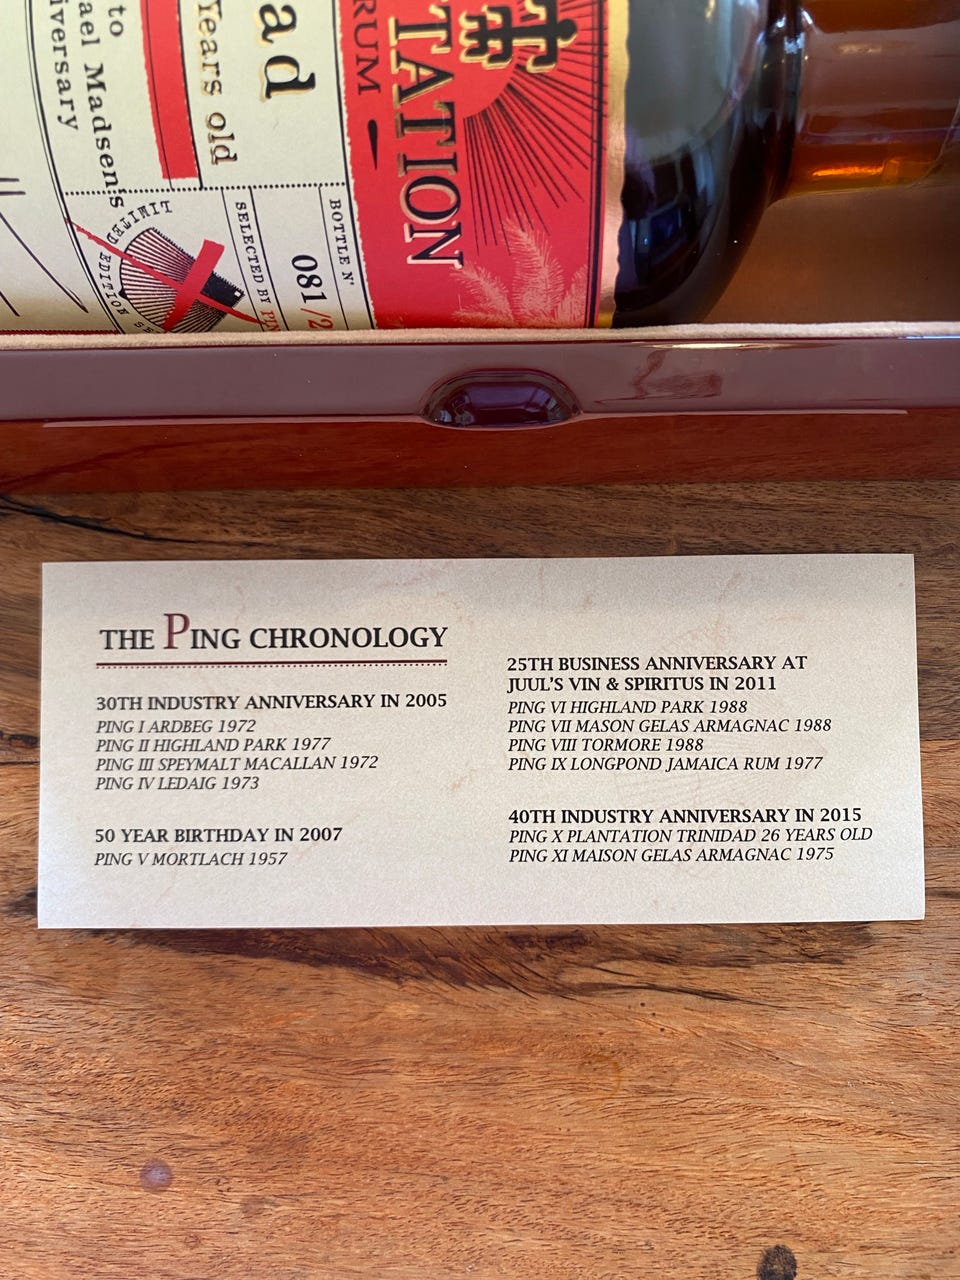 to
ael Madsen's
iversary
Years old
ad
RUM
TATION
LIMITED EDITION
SELECTED BY
BOTTLE N°
081
THE PING CHRONOLOGY
30TH INDUSTRY ANNIVERSARY IN 2005
PING I ARDBEG 1972
PING II HIGHLAND PARK 1977
PING III SPEYMALT MACALLAN 1972
PING IV LEDAIG 1973
50 YEAR BIRTHDAY IN 2007
PING V MORTLACH 1957
25TH BUSINESS ANNIVERSARY AT
JUUL'S VIN & SPIRITUS IN 2011
PING VI HIGHLAND PARK 1988
PING VII MASON GELAS ARMAGNAC 1988
PING VIII TORMORE 1988
PING IX LONGPOND JAMAICA RUM 1977
40TH INDUSTRY ANNIVERSARY IN 2015
PING X PLANTATION TRINIDAD 26 YEARS OLD
PING XI MAISON GELAS ARMAGNAC 1975